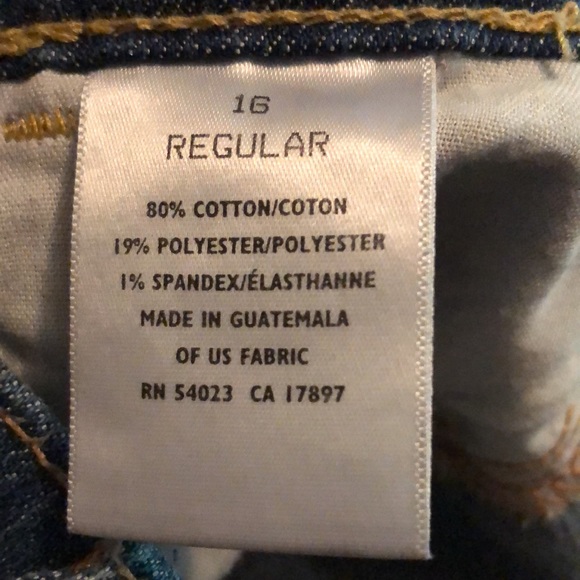 16
REGULAR
80% COTTON/COTON
19% POLYESTER/POLYESTER
1% SPANDEX/ÉLASTHANNE
MADE IN GUATEMALA
OF US FABRIC
RN 54023 CA 17897